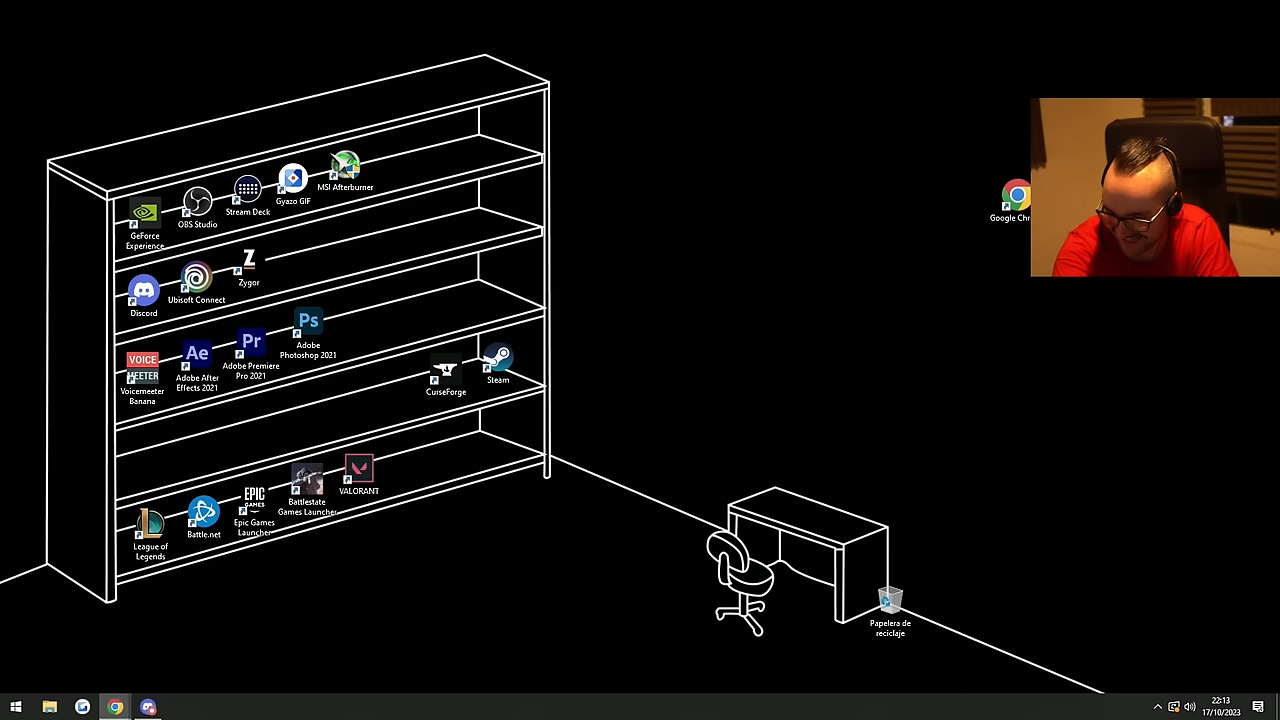 MSI Afterburner
Gyazo GIF
Stream Deck
OBS Studio
GeForce
Experience
Google Chr
Z
Zygor
Ubisoft Connect
Discord
Ps
Adobe
Photoshop 2021
Pr
Adobe Premiere
Pro 2021
Ae
Adobe After
Effects 2021
VOICE
MEETER
Voicemeeter
Banana
CurseForge
Steam
VALORANT
Battlestate
Games Launcher
EPIC
GAMES
Epic Games
Launcher
Battle.net
L
League of
Legends
Papelera de
reciclaje
22:13
17/10/2023